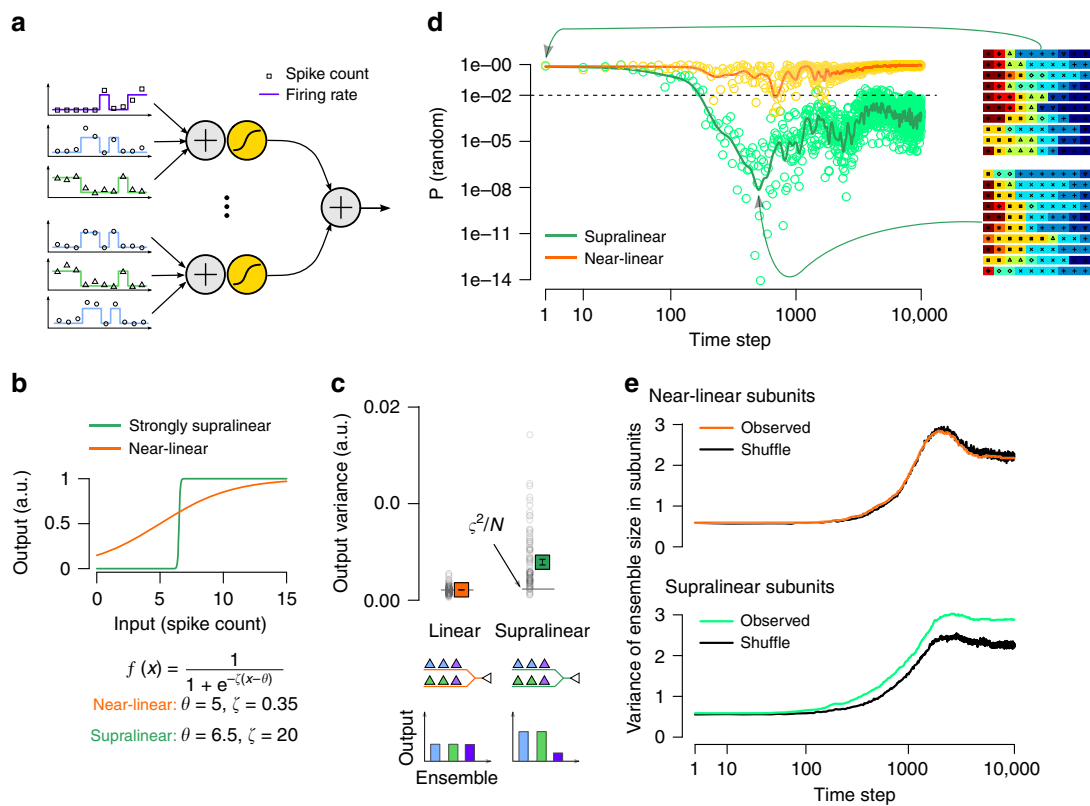 a
Spike count
Firing rate
b
Strongly supralinear
Near-linear
Output (a.u.)
1
0.5
0
0
5
10
15
Input (spike count)
f (x) = 1 / 1 + e^−ζ(x−θ)
Near-linear: θ = 5, ζ = 0.35
Supralinear: θ = 6.5, ζ = 20
c
Output variance (a.u.)
0.02
0.0
0.00
ς²/N
Linear
Supralinear
Output
Ensemble
d
P (random)
1e−00
1e−02
1e−05
1e−08
1e−11
1e−14
Supralinear
Near-linear
1
10
100
1000
10,000
Time step
e
Variance of ensemble size in subunits
Near-linear subunits
Observed
Shuffle
3
2
1
Supralinear subunits
Observed
Shuffle
3
2
1
0
1
10
100
1000
10,000
Time step